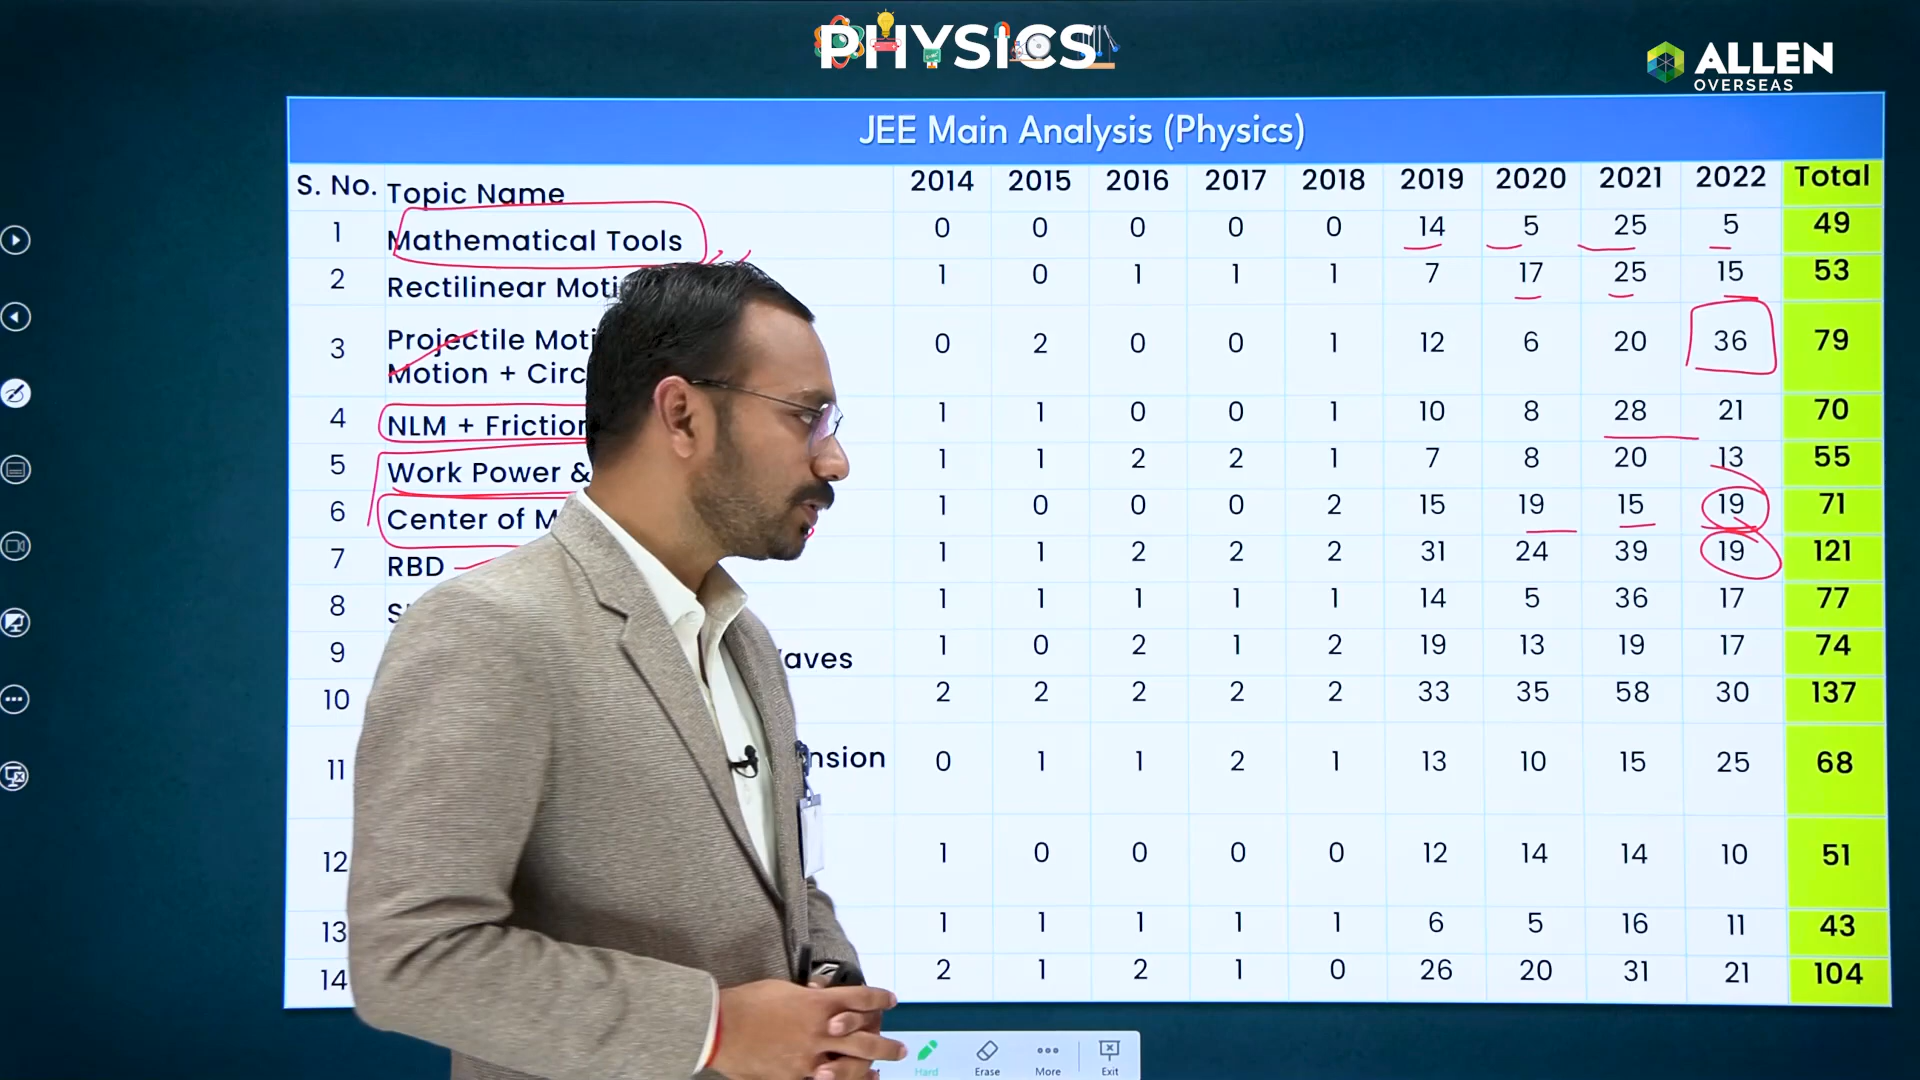 PHYSICS
ALLEN
OVERSEAS
JEE Main Analysis (Physics)
S. No. Topic Name 2014 2015 2016 2017 2018 2019 2020 2021 2022 Total
1 Mathematical Tools 0 0 0 0 0 14 5 25 5 49
2 Rectilinear 1 0 1 1 1 7 17 25 15 53
3 Projectile 0 2 0 0 1 12 6 20 36 79
Motion +
4 NLM + Friction 1 1 0 0 1 10 8 28 21 70
5 Work Power & 1 1 2 2 1 7 8 20 13 55
6 Center of 1 0 0 0 2 15 19 15 19 71
7 RBD 1 1 2 2 2 31 24 39 19 121
8 1 1 1 1 1 14 5 36 17 77
9 1 0 2 1 2 19 13 19 17 74
10 2 2 2 2 2 33 35 58 30 137
11 0 1 1 2 1 13 10 15 25 68
12 1 0 0 0 0 12 14 14 10 51
13 1 1 1 1 1 6 5 16 11 43
14 2 1 2 1 0 26 20 31 21 104
Hard Erase More Exit